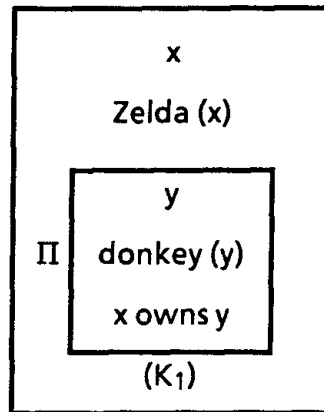 x
Zelda (x)
y
Π donkey (y)
x owns y
(K₁)